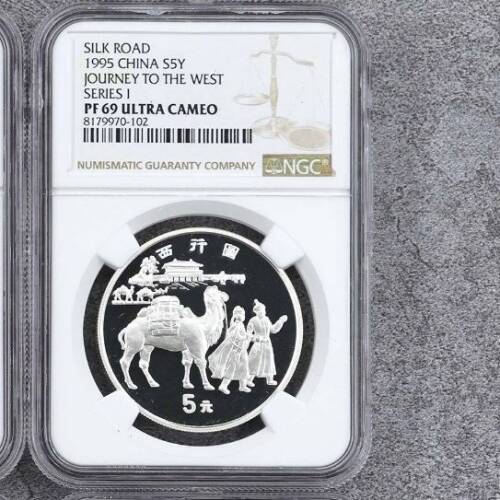 SILK ROAD
1995 CHINA S5Y
JOURNEY TO THE WEST
SERIES I
PF 69 ULTRA CAMEO
8179970-102
NUMISMATIC GUARANTY COMPANY NGC
西行圖
5元